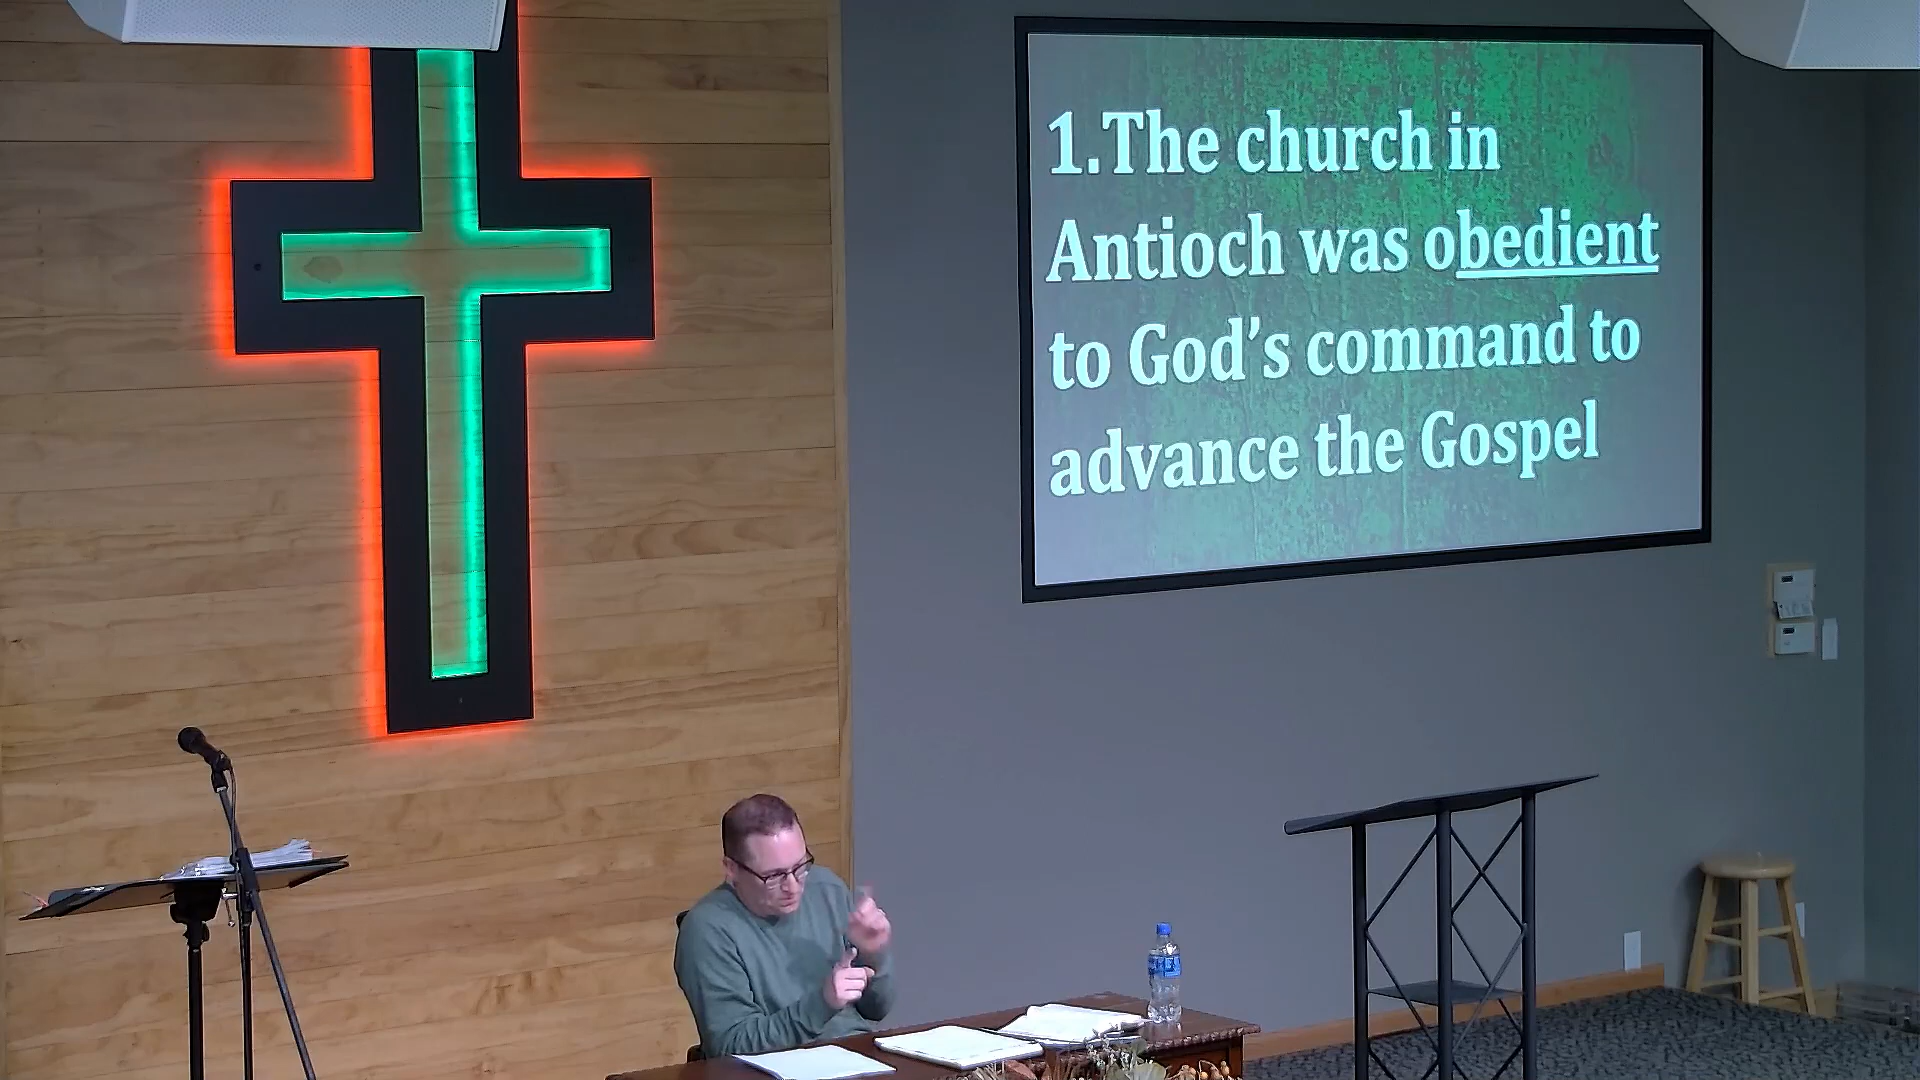 1.The church in
Antioch was obedient
to God's command to
advance the Gospel